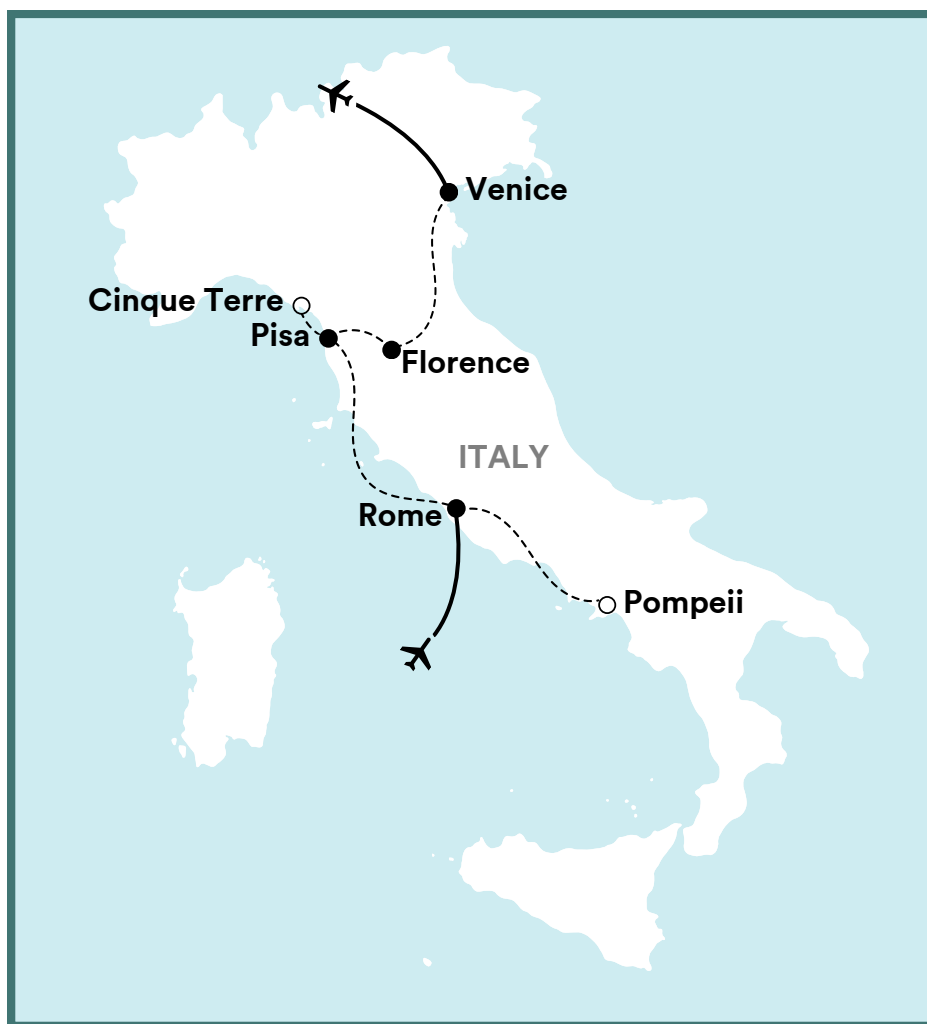 Venice
Cinque Terre
Pisa
Florence
ITALY
Rome
Pompeii